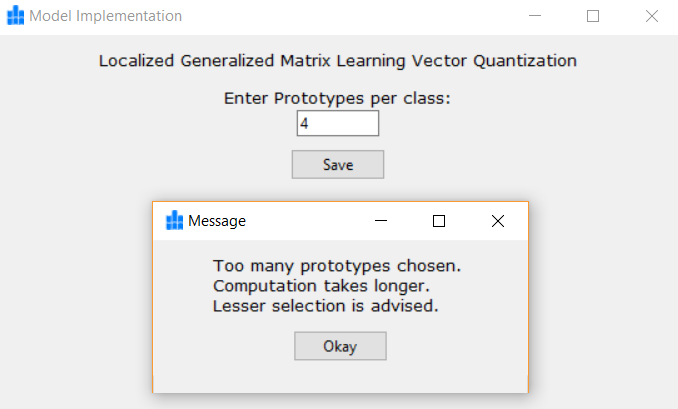 Model Implementation
Localized Generalized Matrix Learning Vector Quantization
Enter Prototypes per class:
4
Save
Message
Too many prototypes chosen.
Computation takes longer.
Lesser selection is advised.
Okay